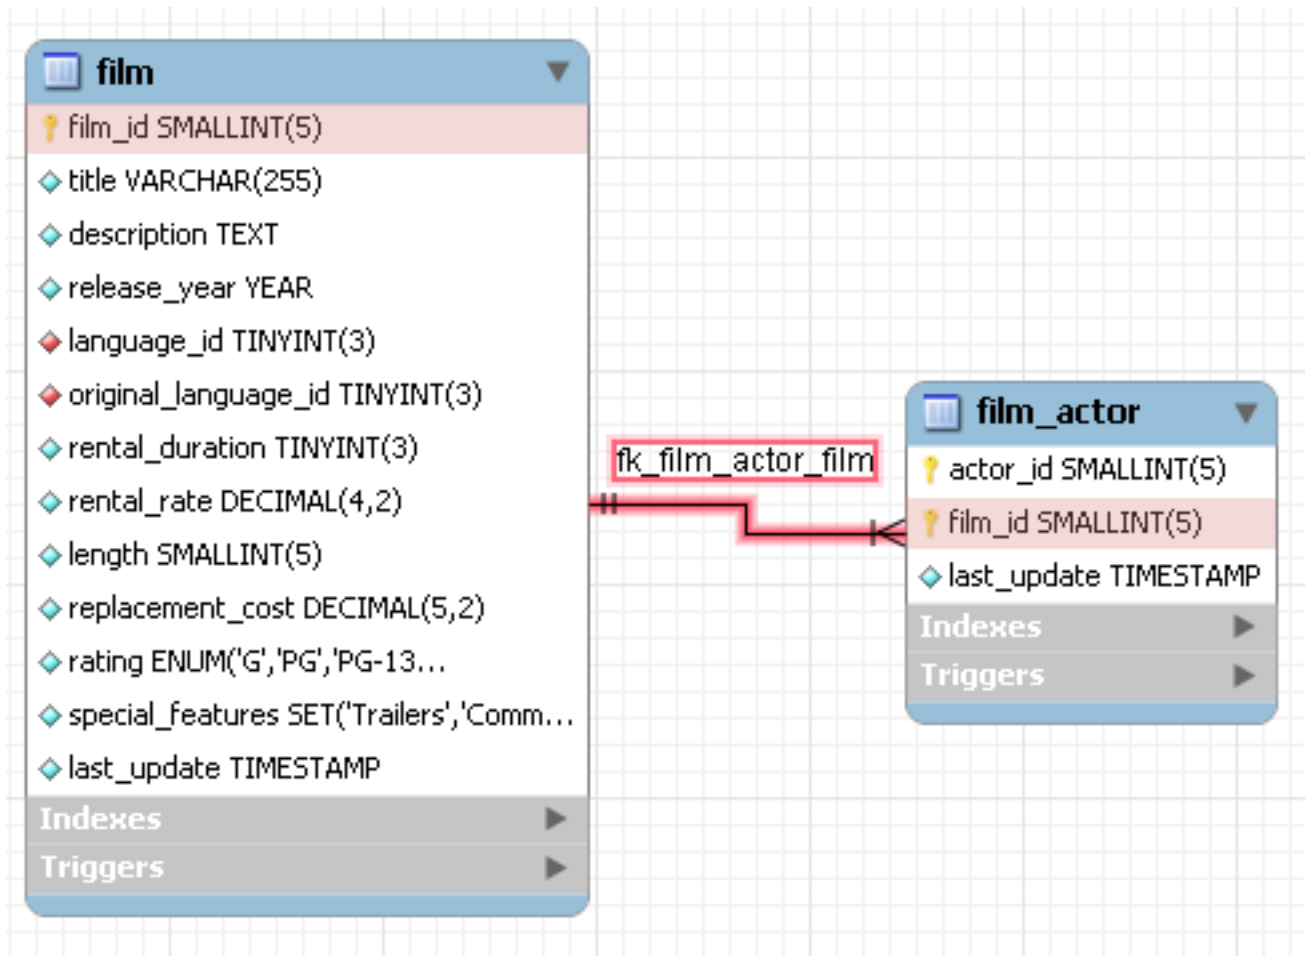 film
film_id SMALLINT(5)
title VARCHAR(255)
description TEXT
release_year YEAR
language_id TINYINT(3)
original_language_id TINYINT(3)
rental_duration TINYINT(3)
rental_rate DECIMAL(4,2)
length SMALLINT(5)
replacement_cost DECIMAL(5,2)
rating ENUM('G','PG','PG-13...
special_features SET('Trailers','Comm...
last_update TIMESTAMP
Indexes
Triggers
fk_film_actor_film
film_actor
actor_id SMALLINT(5)
film_id SMALLINT(5)
last_update TIMESTAMP
Indexes
Triggers